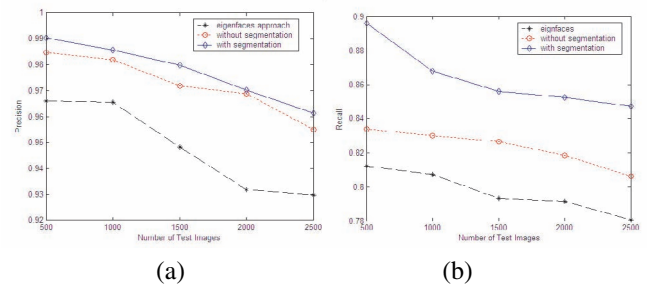 1
0.99
0.98
0.97
0.96
0.95
0.94
0.93
0.92
500
1000
1500
2000
2500
Precision
Number of Test Images
eigenfaces approach
without segmentation
with segmentation
(a)
0.9
0.88
0.86
0.84
0.82
0.8
0.78
500
1000
1500
2000
2500
Recall
Number of Test Images
eignfaces
without segmentation
with segmentation
(b)